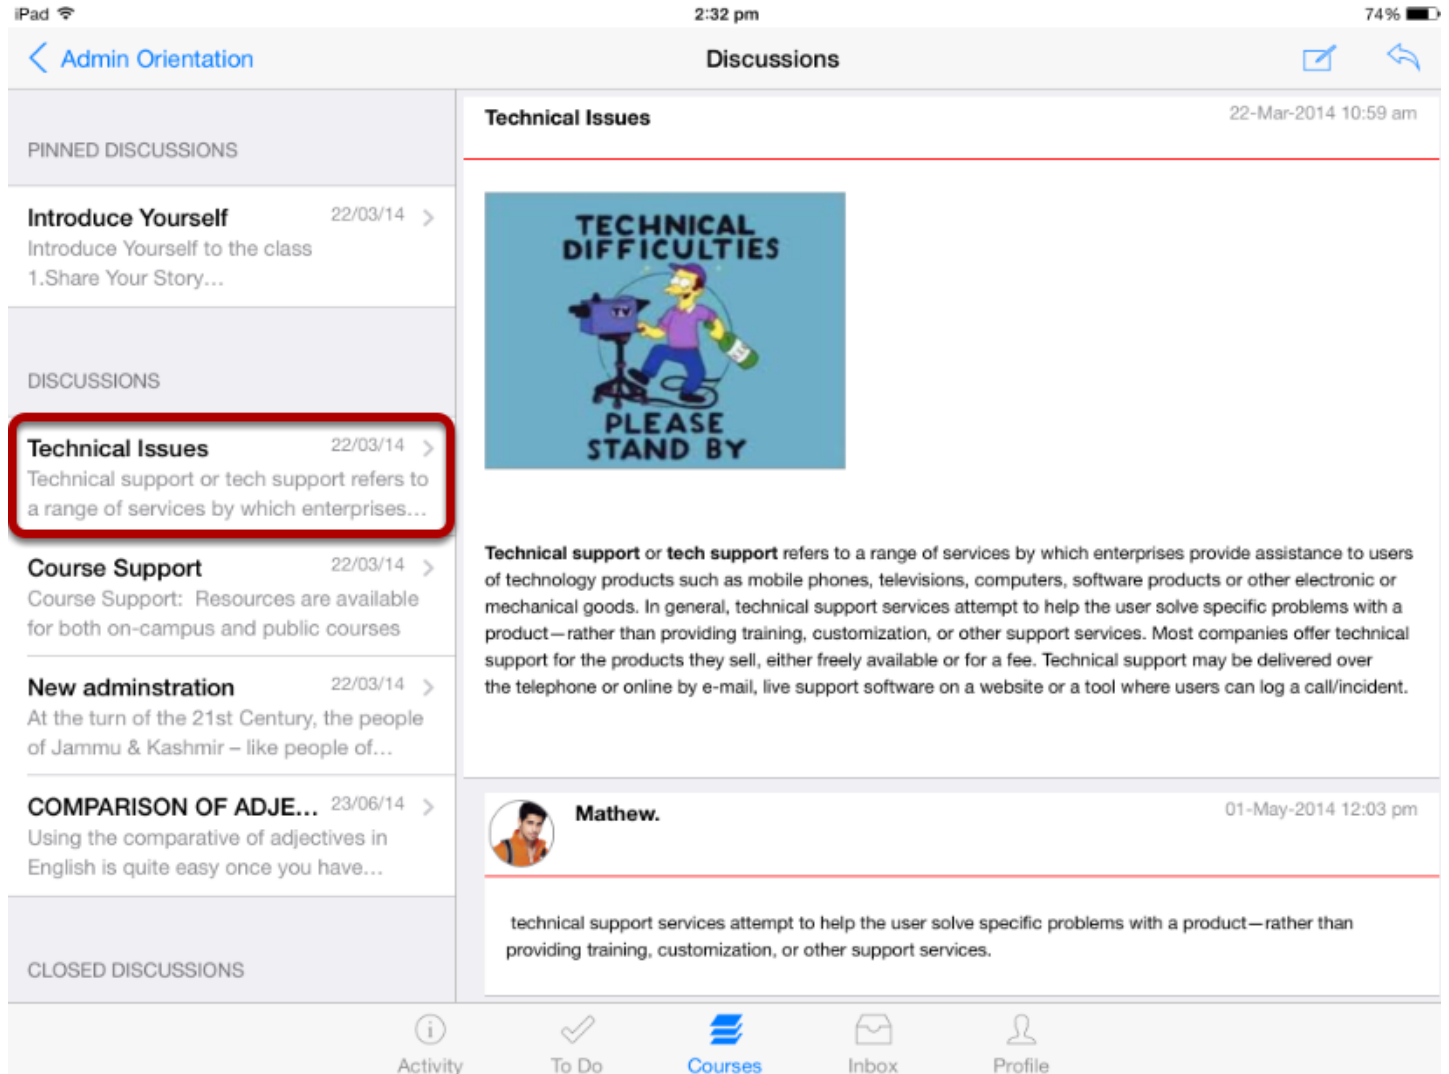 iPad
2:32 pm
74%
Admin Orientation
Discussions
PINNED DISCUSSIONS
Introduce Yourself
22/03/14
Introduce Yourself to the class
1.Share Your Story...
DISCUSSIONS
Technical Issues
22/03/14
Technical support or tech support refers to
a range of services by which enterprises...
Course Support
22/03/14
Course Support:  Resources are available
for both on-campus and public courses
New adminstration
22/03/14
At the turn of the 21st Century, the people
of Jammu & Kashmir – like people of...
COMPARISON OF ADJE...
23/06/14
Using the comparative of adjectives in
English is quite easy once you have...
CLOSED DISCUSSIONS
Technical Issues
22-Mar-2014 10:59 am
TECHNICAL
DIFFICULTIES
TV
PLEASE
STAND BY
Technical support or tech support refers to a range of services by which enterprises provide assistance to users
of technology products such as mobile phones, televisions, computers, software products or other electronic or
mechanical goods. In general, technical support services attempt to help the user solve specific problems with a
product—rather than providing training, customization, or other support services. Most companies offer technical
support for the products they sell, either freely available or for a fee. Technical support may be delivered over
the telephone or online by e-mail, live support software on a website or a tool where users can log a call/incident.
Mathew.
01-May-2014 12:03 pm
technical support services attempt to help the user solve specific problems with a product—rather than
providing training, customization, or other support services.
Activity
To Do
Courses
Inbox
Profile